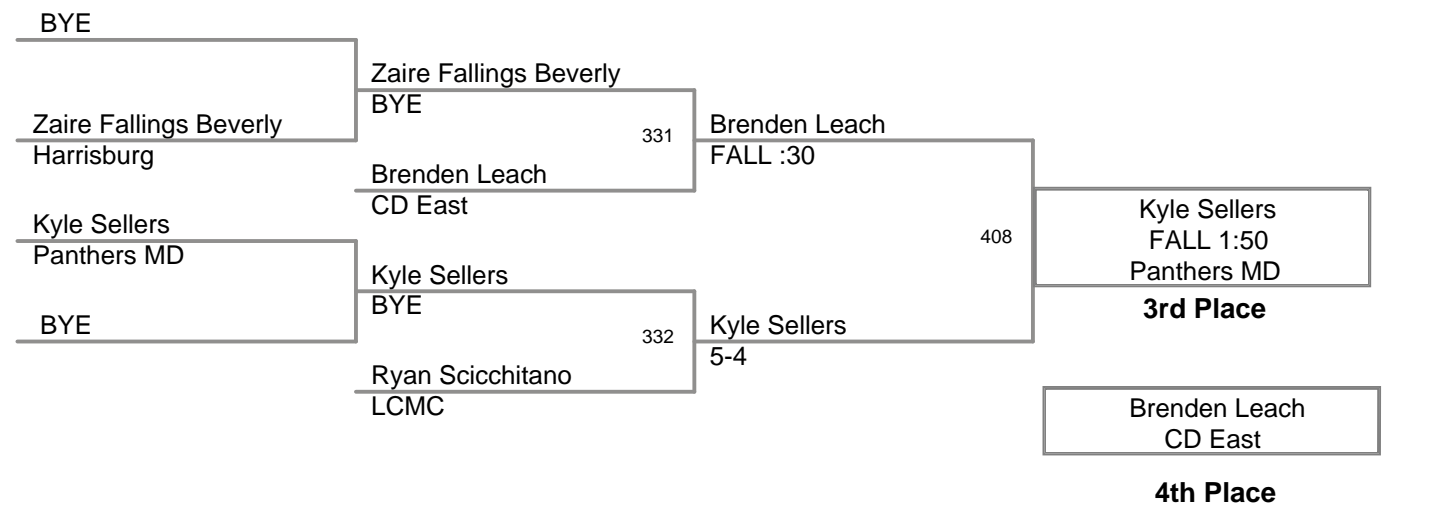 BYE
Zaire Fallings Beverly
Harrisburg
Kyle Sellers
Panthers MD
BYE
Zaire Fallings Beverly
BYE
331
Brenden Leach
CD East
Kyle Sellers
BYE
332
Ryan Scicchitano
LCMC
Brenden Leach
FALL :30
408
Kyle Sellers
5-4
Kyle Sellers
FALL 1:50
Panthers MD
3rd Place
Brenden Leach
CD East
4th Place